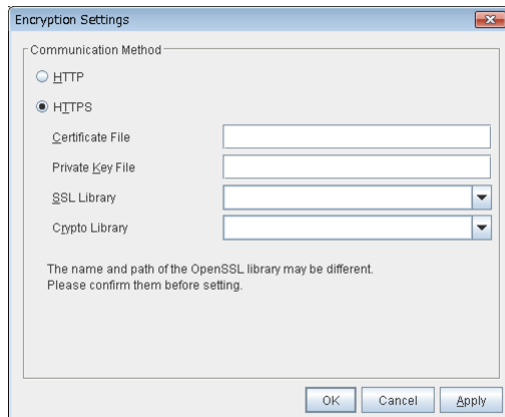 Encryption Settings
Communication Method
HTTP
HTTPS
Certificate File
Private Key File
SSL Library
Crypto Library
The name and path of the OpenSSL library may be different.
Please confirm them before setting.
OK Cancel Apply